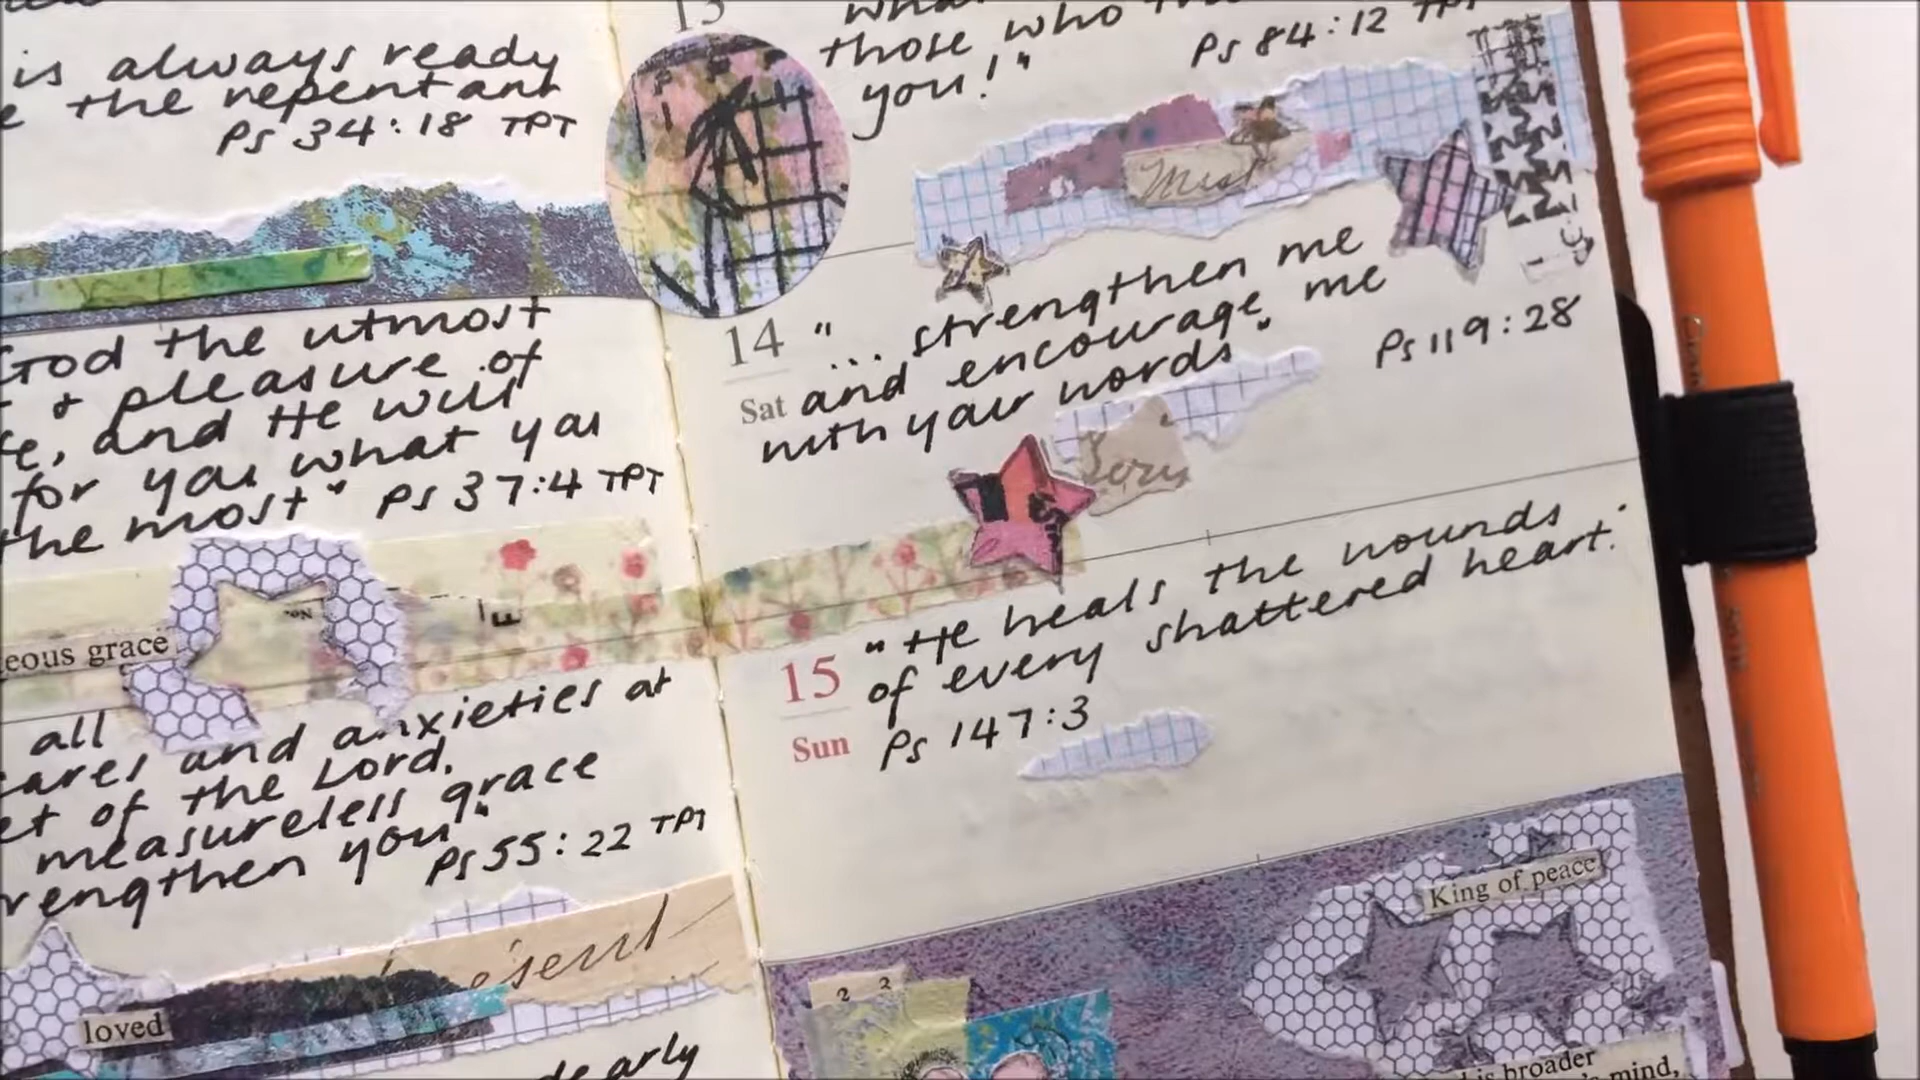 is always ready
the repentant
Ps 34:18 TPT
God the utmost
+ pleasure of
, and He will
for you what you
the most" Ps 37:4 TPT
eous grace
all
cares and anxieties at
of the Lord.
measureless grace
rengthen you"
Ps 55:22 TPT
loved
early
13
those who
you!"
Ps 84:12 TPT
14 "... strengthen me
Sat and encourage me
with your words"
Ps 119:28
15 "He heals the wounds
of every shattered heart."
Sun Ps 147:3
King of peace
2 2
is broader
mind,